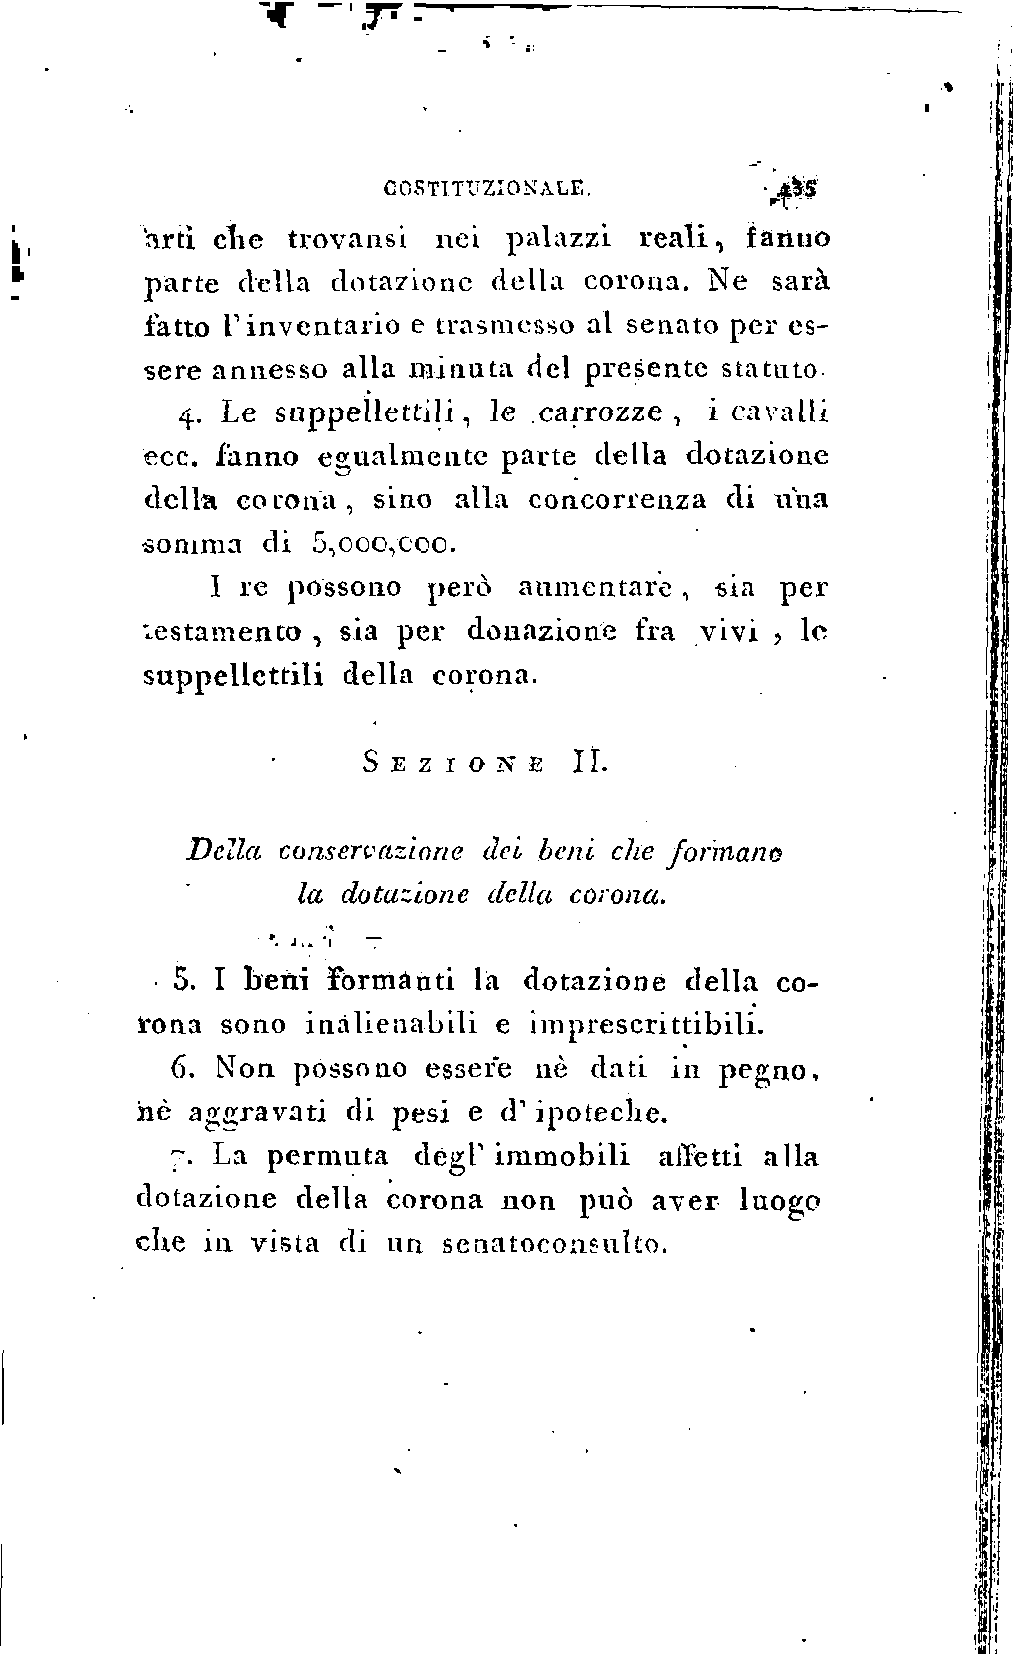 COSTITUZIONALE. 435
arti che trovansi nei palazzi reali, fanno
parte della dotazione della corona. Ne sarà
fatto l'inventario e trasmesso al senato per es-
sere annesso alla minuta del presente statuto.
4. Le suppellettili, le carrozze, i cavalli
ecc. fanno egualmente parte della dotazione
della corona, sino alla concorrenza di una
somma di 5,000,000.
I re possono però aumentare, sia per
testamento, sia per donazione fra vivi, le
suppellettili della corona.
SEZIONE II.
Della conservazione dei beni che formano
la dotazione della corona.
5. I beni formanti la dotazione della co-
rona sono inalienabili e imprescrittibili.
6. Non possono essere nè dati in pegno,
nè aggravati di pesi e d'ipoteche.
7. La permuta degl'immobili affetti alla
dotazione della corona non può aver luogo
che in vista di un senatoconsulto.